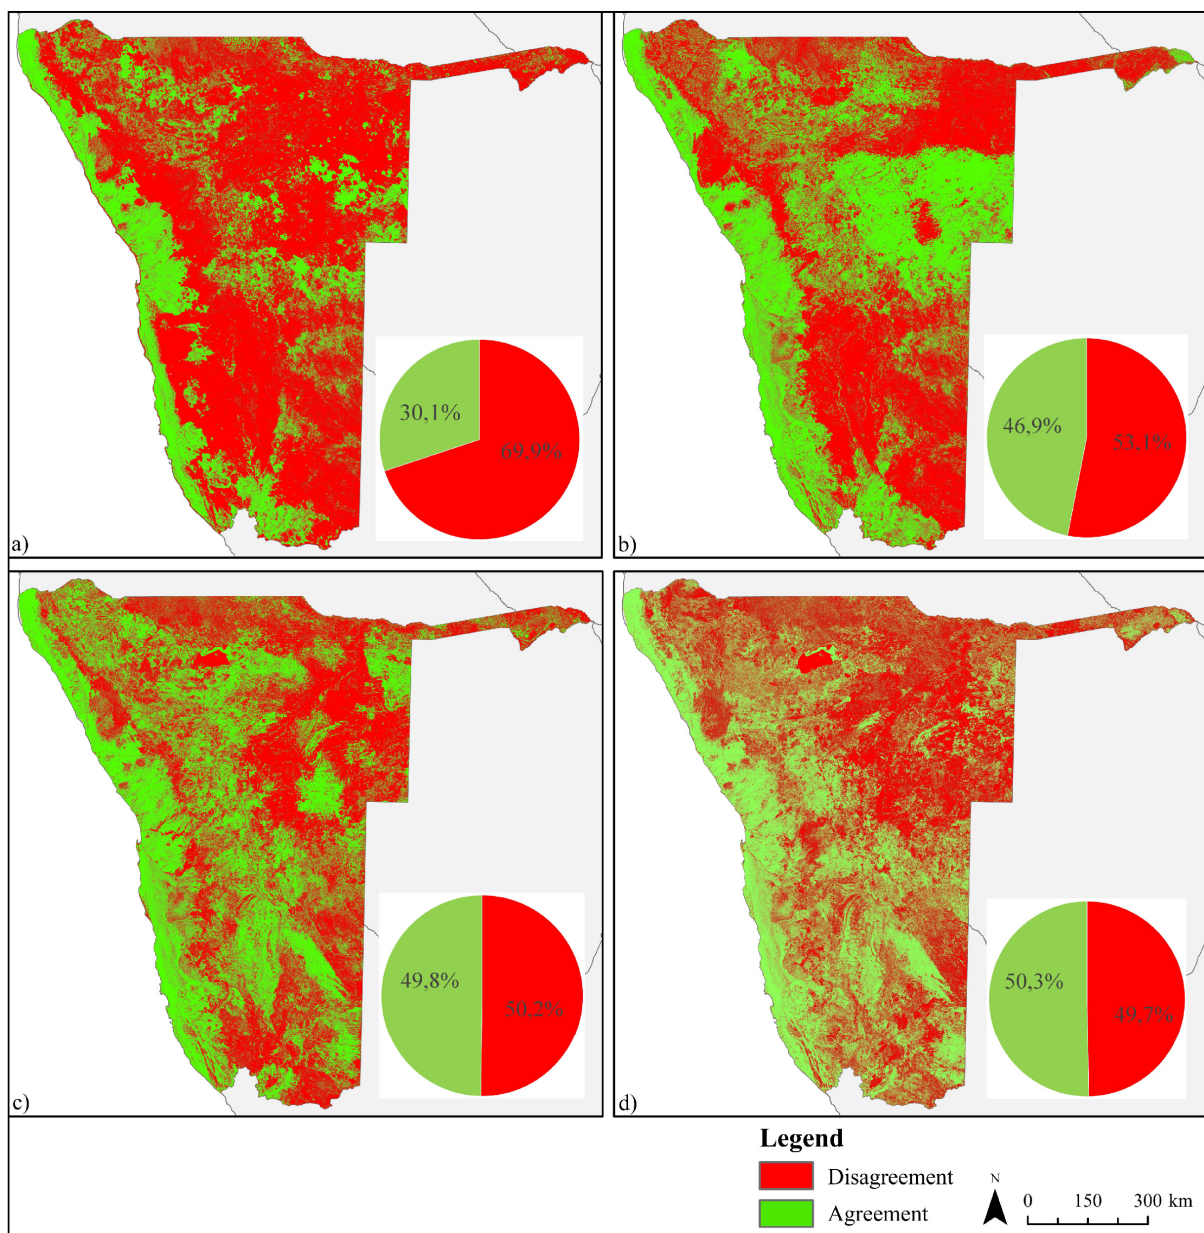 30,1%
69,9%
a)
46,9%
53,1%
b)
49,8%
50,2%
c)
50,3%
49,7%
d)
Legend
Disagreement
Agreement
N
0 150 300 km